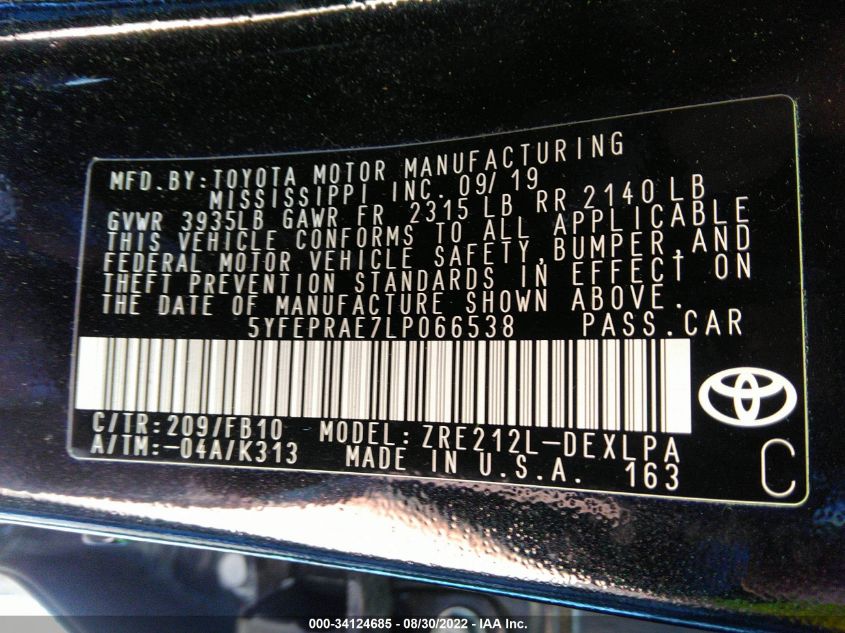 MFD.BY:TOYOTA MOTOR MANUFACTURING
MISSISSIPPI INC. 09/19
GVWR 3935LB GAWR FR 2315 LB RR 2140 LB
THIS VEHICLE CONFORMS TO ALL APPLICABLE
FEDERAL MOTOR VEHICLE SAFETY,BUMPER,AND
THEFT PREVENTION STANDARDS IN EFFECT ON
THE DATE OF MANUFACTURE SHOWN ABOVE.
5YFEPRAE7LP066538 PASS.CAR
C/TR:209/FB10 MODEL:ZRE212L-DEXLPA
A/TM:-04A/K313 MADE IN U.S.A. 163
C
000-34124685 - 08/30/2022 - IAA Inc.